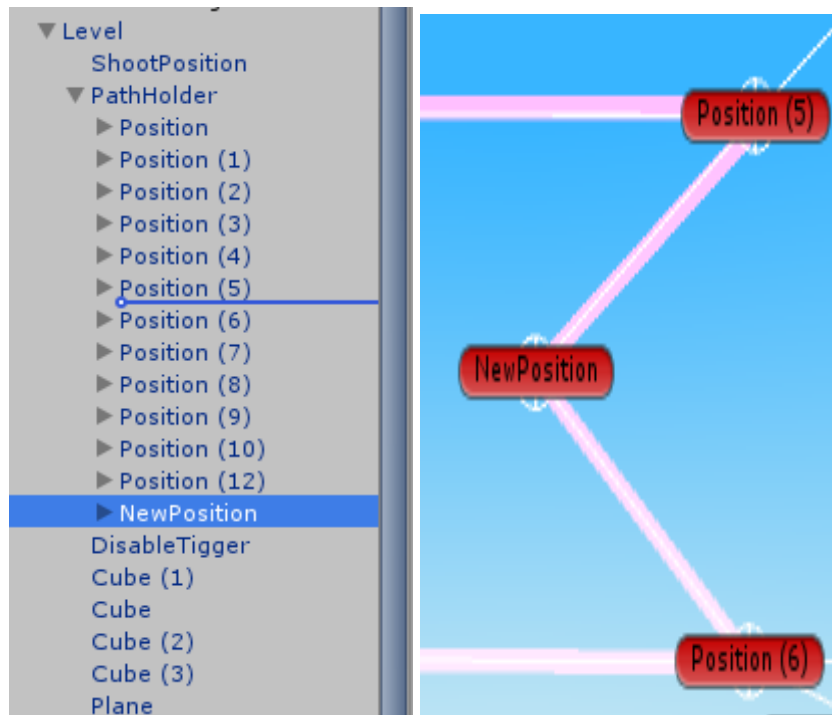 Level
ShootPosition
PathHolder
Position
Position (1)
Position (2)
Position (3)
Position (4)
Position (5)
Position (6)
Position (7)
Position (8)
Position (9)
Position (10)
Position (12)
NewPosition
DisableTigger
Cube (1)
Cube
Cube (2)
Cube (3)
Plane
Position (5)
NewPosition
Position (6)